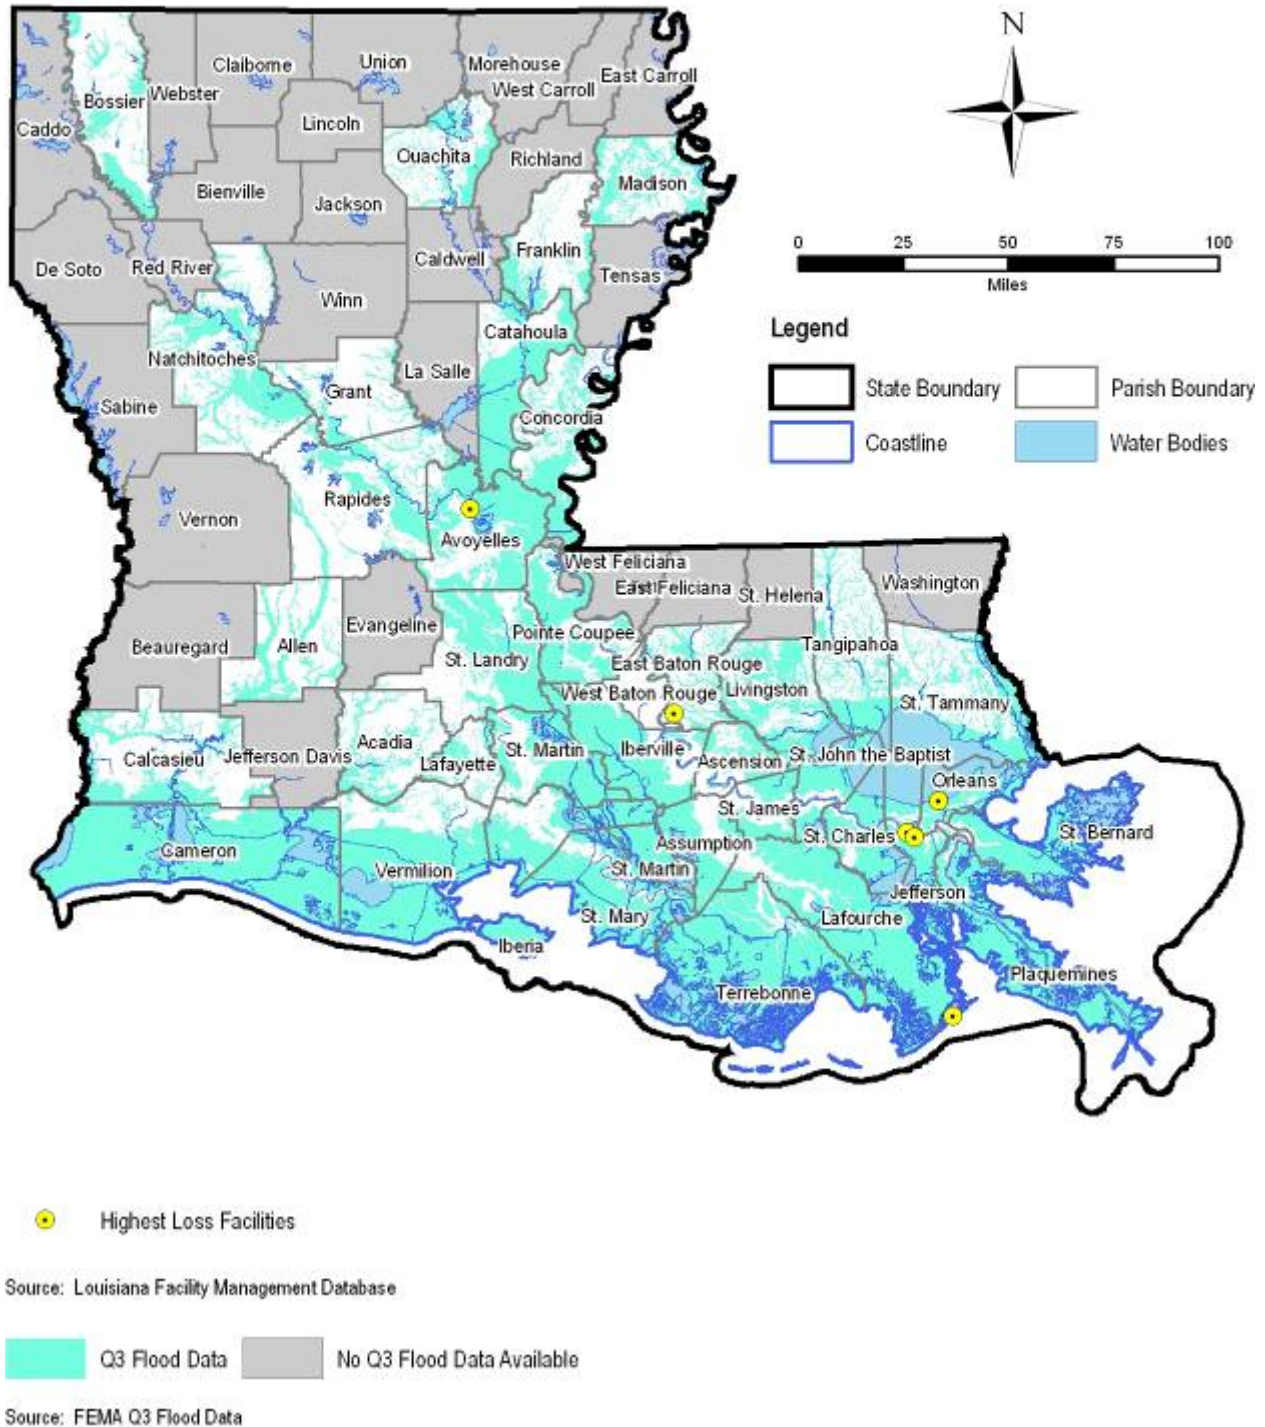 N
0 25 50 75 100
Miles
Legend
State Boundary
Parish Boundary
Coastline
Water Bodies
Caddo
Bossier
Webster
Claiborne
Union
Morehouse
West Carroll
East Carroll
Lincoln
Ouachita
Richland
Madison
Bienville
Jackson
De Soto
Red River
Winn
Caldwell
Franklin
Tensas
Natchitoches
Grant
La Salle
Catahoula
Concordia
Sabine
Vernon
Rapides
Avoyelles
West Feliciana
East Feliciana
St. Helena
Washington
Beauregard
Allen
Evangeline
St. Landry
Pointe Coupee
East Baton Rouge
Tangipahoa
West Baton Rouge
Livingston
St. Tammany
Calcasieu
Jefferson Davis
Acadia
Lafayette
St. Martin
Iberville
Ascension
St. John the Baptist
Orleans
St. James
St. Charles
St. Bernard
Cameron
Vermilion
Assumption
St. Martin
Jefferson
St. Mary
Lafourche
Iberia
Terrebonne
Plaquemines
Highest Loss Facilities
Source: Louisiana Facility Management Database
Q3 Flood Data
No Q3 Flood Data Available
Source: FEMA Q3 Flood Data